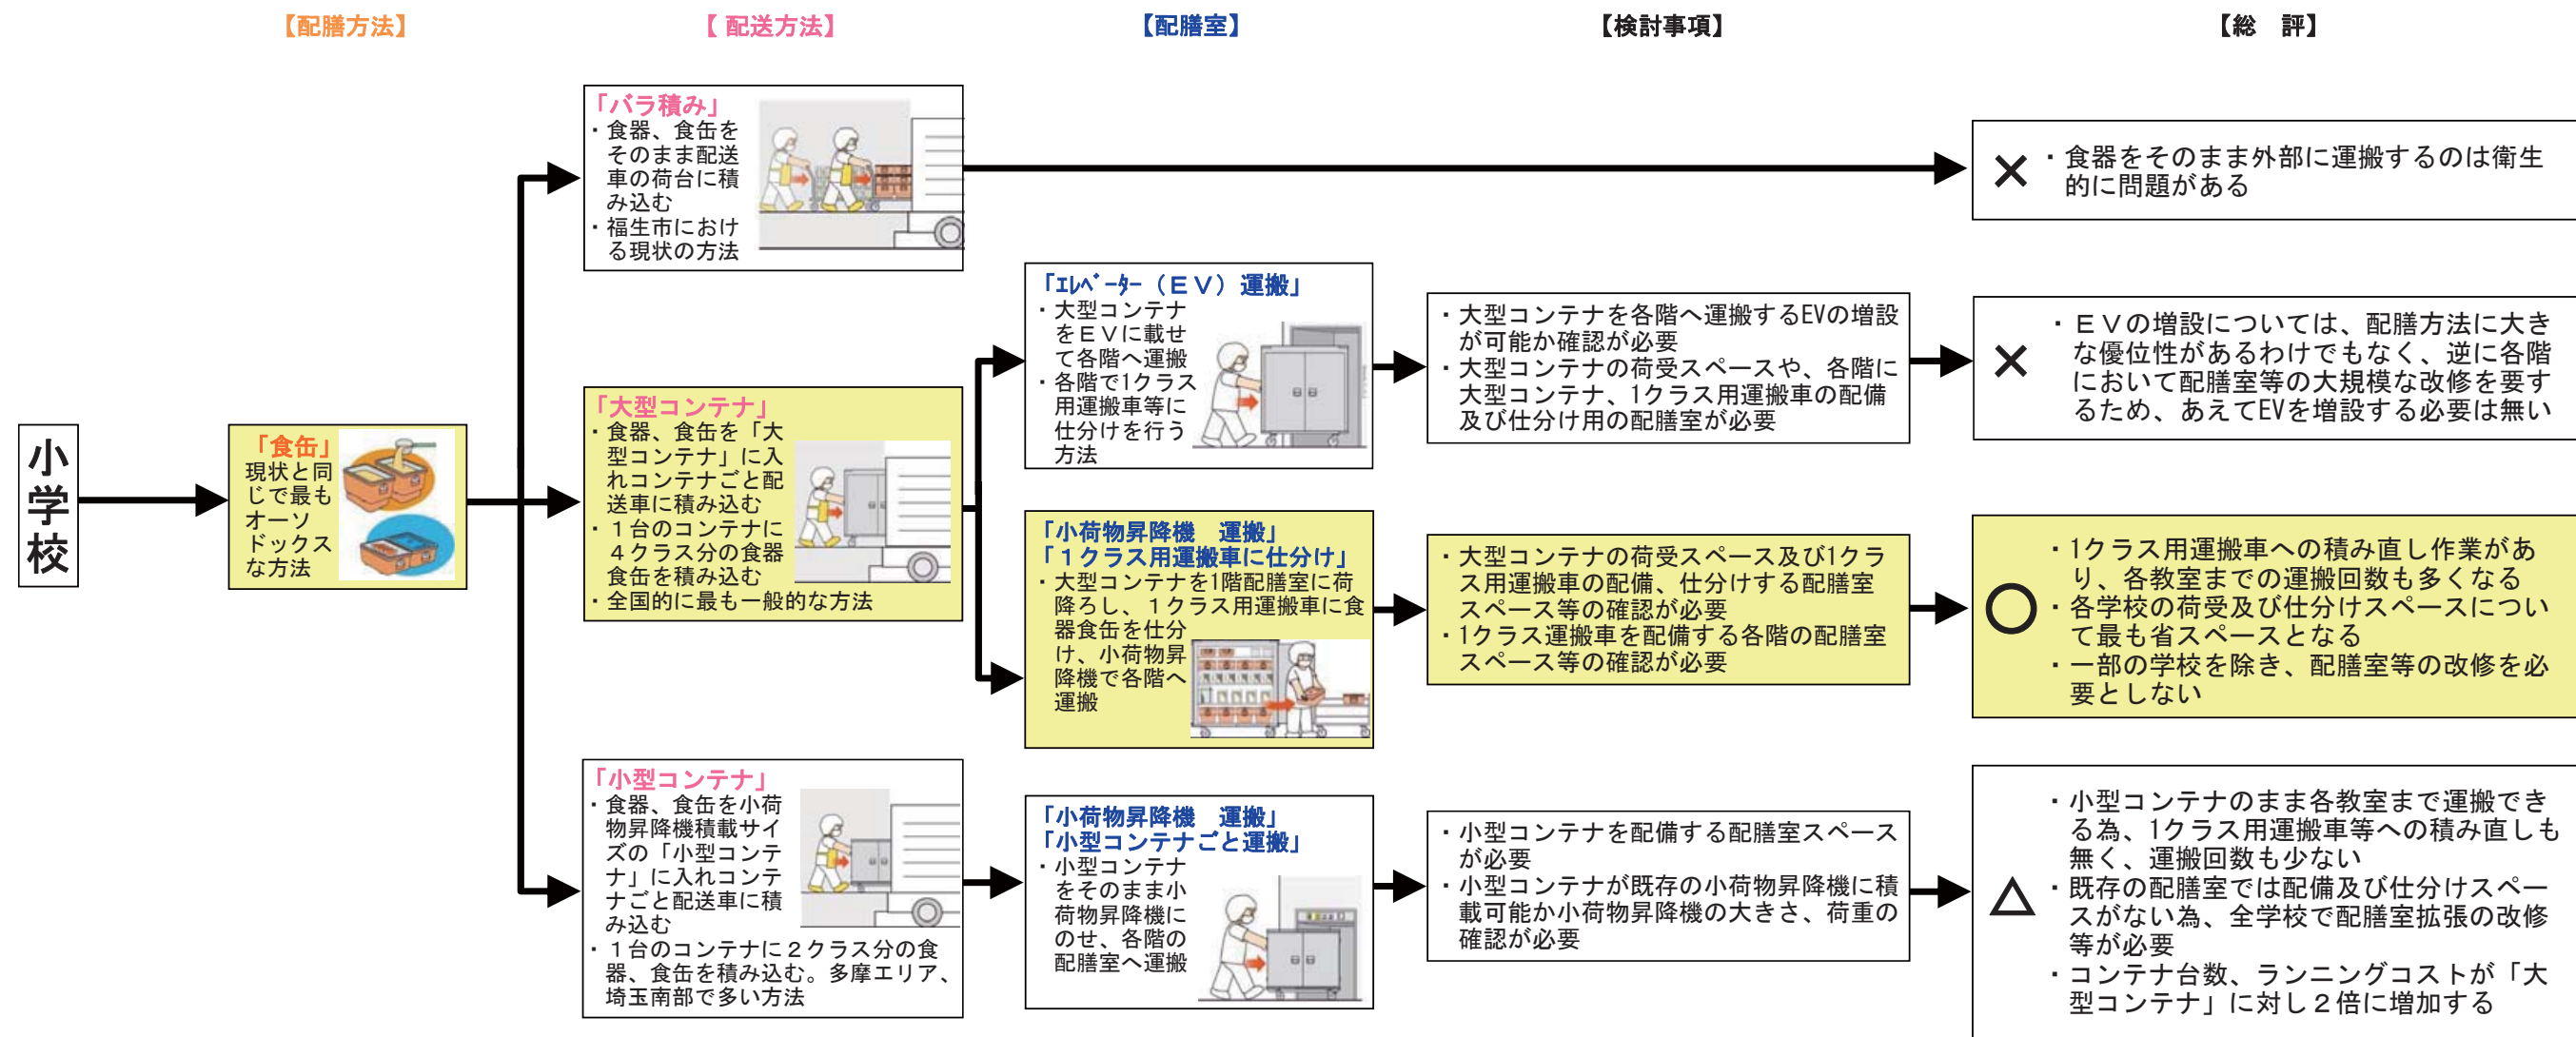 【配膳方法】
【 配送方法】
【配膳室】
【検討事項】
【総　評】
小学校
「食缶」
現状と同
じで最も
オーソ
ドックス
な方法
「バラ積み」
・食器、食缶を
そのまま配送
車の荷台に積
み込む
・福生市におけ
る現状の方法
× ・食器をそのまま外部に運搬するのは衛生
的に問題がある
「大型コンテナ」
・食器、食缶を「大
型コンテナ」に入
れコンテナごと配
送車に積み込む
・１台のコンテナに
４クラス分の食器
食缶を積み込む
・全国的に最も一般的な方法
「ｴﾚﾍﾞｰﾀｰ（ＥＶ）運搬」
・大型コンテナ
をＥＶに載せ
て各階へ運搬
・各階で1クラス
用運搬車等に
仕分けを行う
方法
・大型コンテナを各階へ運搬するEVの増設
が可能か確認が必要
・大型コンテナの荷受スペースや、各階に
大型コンテナ、1クラス用運搬車の配備
及び仕分け用の配膳室が必要
× ・ＥＶの増設については、配膳方法に大き
な優位性があるわけでもなく、逆に各階
において配膳室等の大規模な改修を要す
るため、あえてEVを増設する必要は無い
「小荷物昇降機　運搬」
「１クラス用運搬車に仕分け」
・大型コンテナを1階配膳室に荷
降ろし、１クラス用運搬車に食
器食缶を仕分
け、小荷物昇
降機で各階へ
運搬
・大型コンテナの荷受スペース及び1クラ
ス用運搬車の配備、仕分けする配膳室
スペース等の確認が必要
・1クラス運搬車を配備する各階の配膳室
スペース等の確認が必要
○ ・1クラス用運搬車への積み直し作業があ
り、各教室までの運搬回数も多くなる
・各学校の荷受及び仕分けスペースについ
て最も省スペースとなる
・一部の学校を除き、配膳室等の改修を必
要としない
「小型コンテナ」
・食器、食缶を小荷
物昇降機積載サイ
ズの「小型コンテ
ナ」に入れコンテ
ナごと配送車に積
み込む
・１台のコンテナに２クラス分の食
器、食缶を積み込む。多摩エリア、
埼玉南部で多い方法
「小荷物昇降機　運搬」
「小型コンテナごと運搬」
・小型コンテナ
をそのまま小
荷物昇降機に
のせ、各階の
配膳室へ運搬
・小型コンテナを配備する配膳室スペース
が必要
・小型コンテナが既存の小荷物昇降機に積
載可能か小荷物昇降機の大きさ、荷重の
確認が必要
△ ・小型コンテナのまま各教室まで運搬でき
る為、1クラス用運搬車等への積み直しも
無く、運搬回数も少ない
・既存の配膳室では配備及び仕分けスペー
スがない為、全学校で配膳室拡張の改修
等が必要
・コンテナ台数、ランニングコストが「大
型コンテナ」に対し２倍に増加する